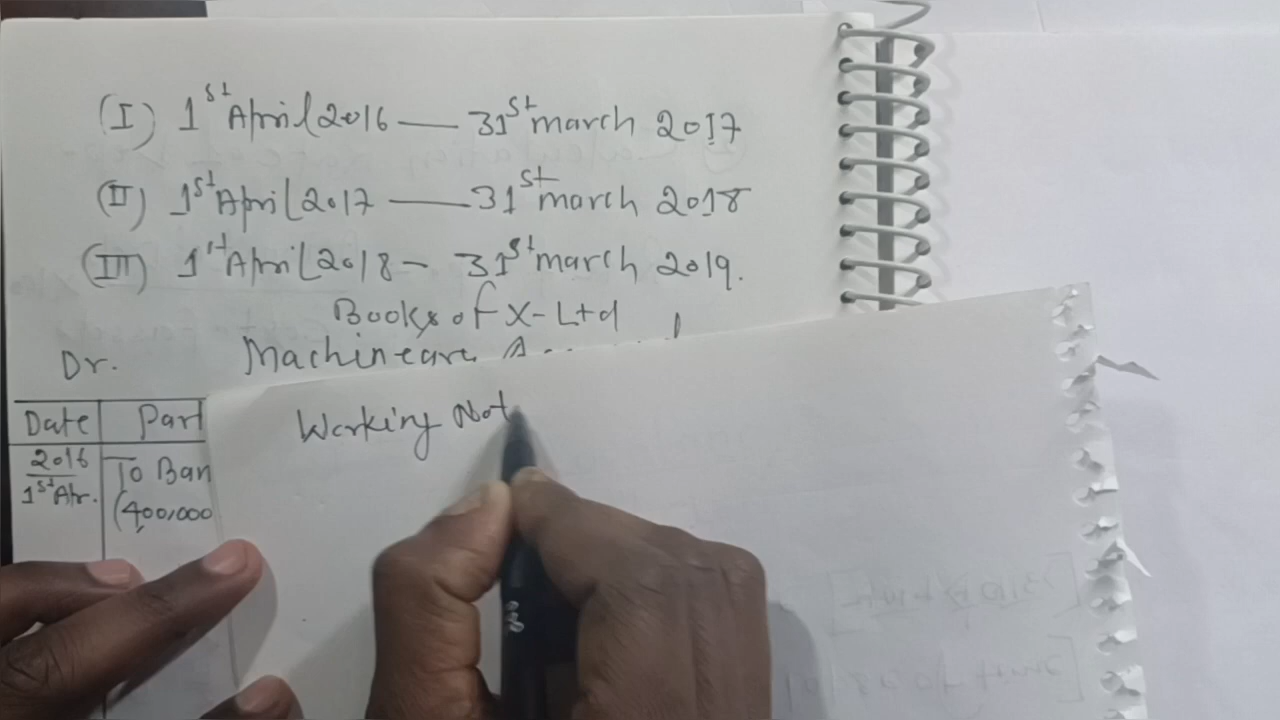 (I) 1st April 2016 — 31st march 2017
(II) 1st April 2017 — 31st march 2018
(III) 1st April 2018 - 31st march 2019.
Books of X-Ltd
Dr.
Date Part
2016 To Ban
1st Apr. (400,000
Working Not